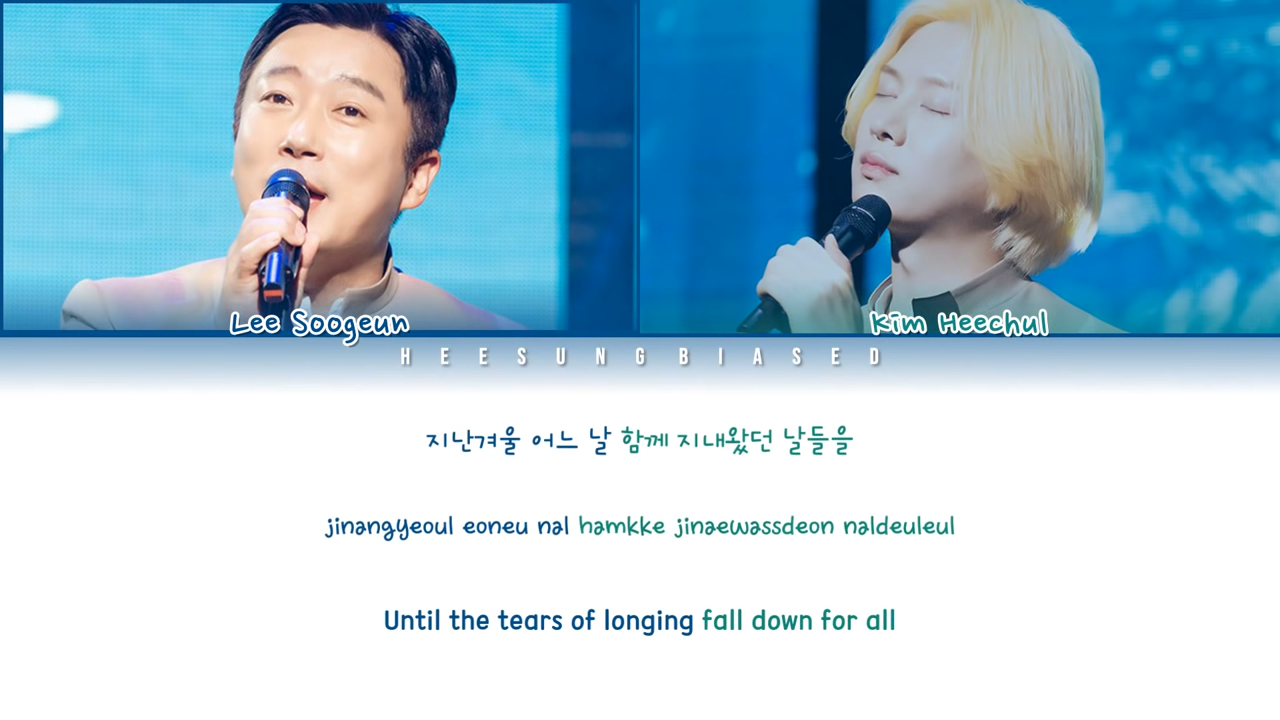 Lee Soogeun
Kim Heechul
HEESUNGBIASED
지난겨울 어느 날 함께 지내왔던 날들을
jinangyeoul eoneu nal hamkke jinaewassdeon naldeuleul
Until the tears of longing fall down for all